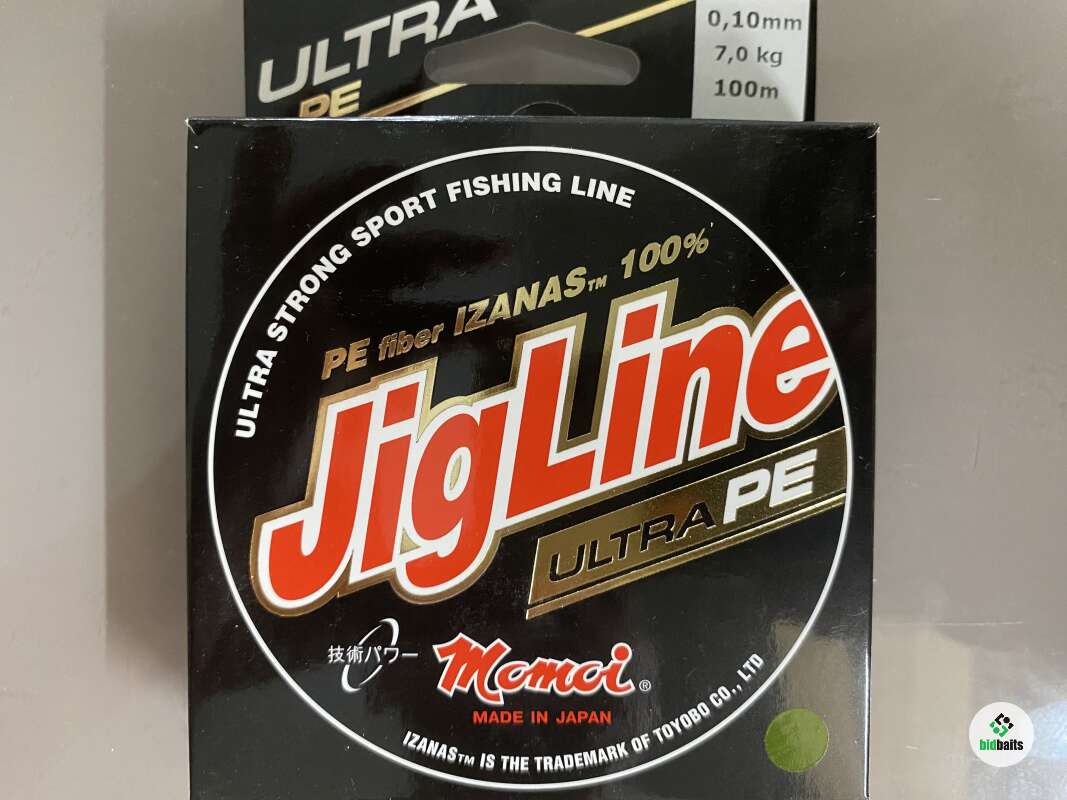 ULTRA
PE
0,10mm
7,0 kg
100m
ULTRA STRONG SPORT FISHING LINE
PE fiber IZANAS™ 100%
JigLine
ULTRA PE
技術パワー
Momoi®
MADE IN JAPAN
IZANAS™ IS THE TRADEMARK OF TOYOBO CO., LTD
bidbaits